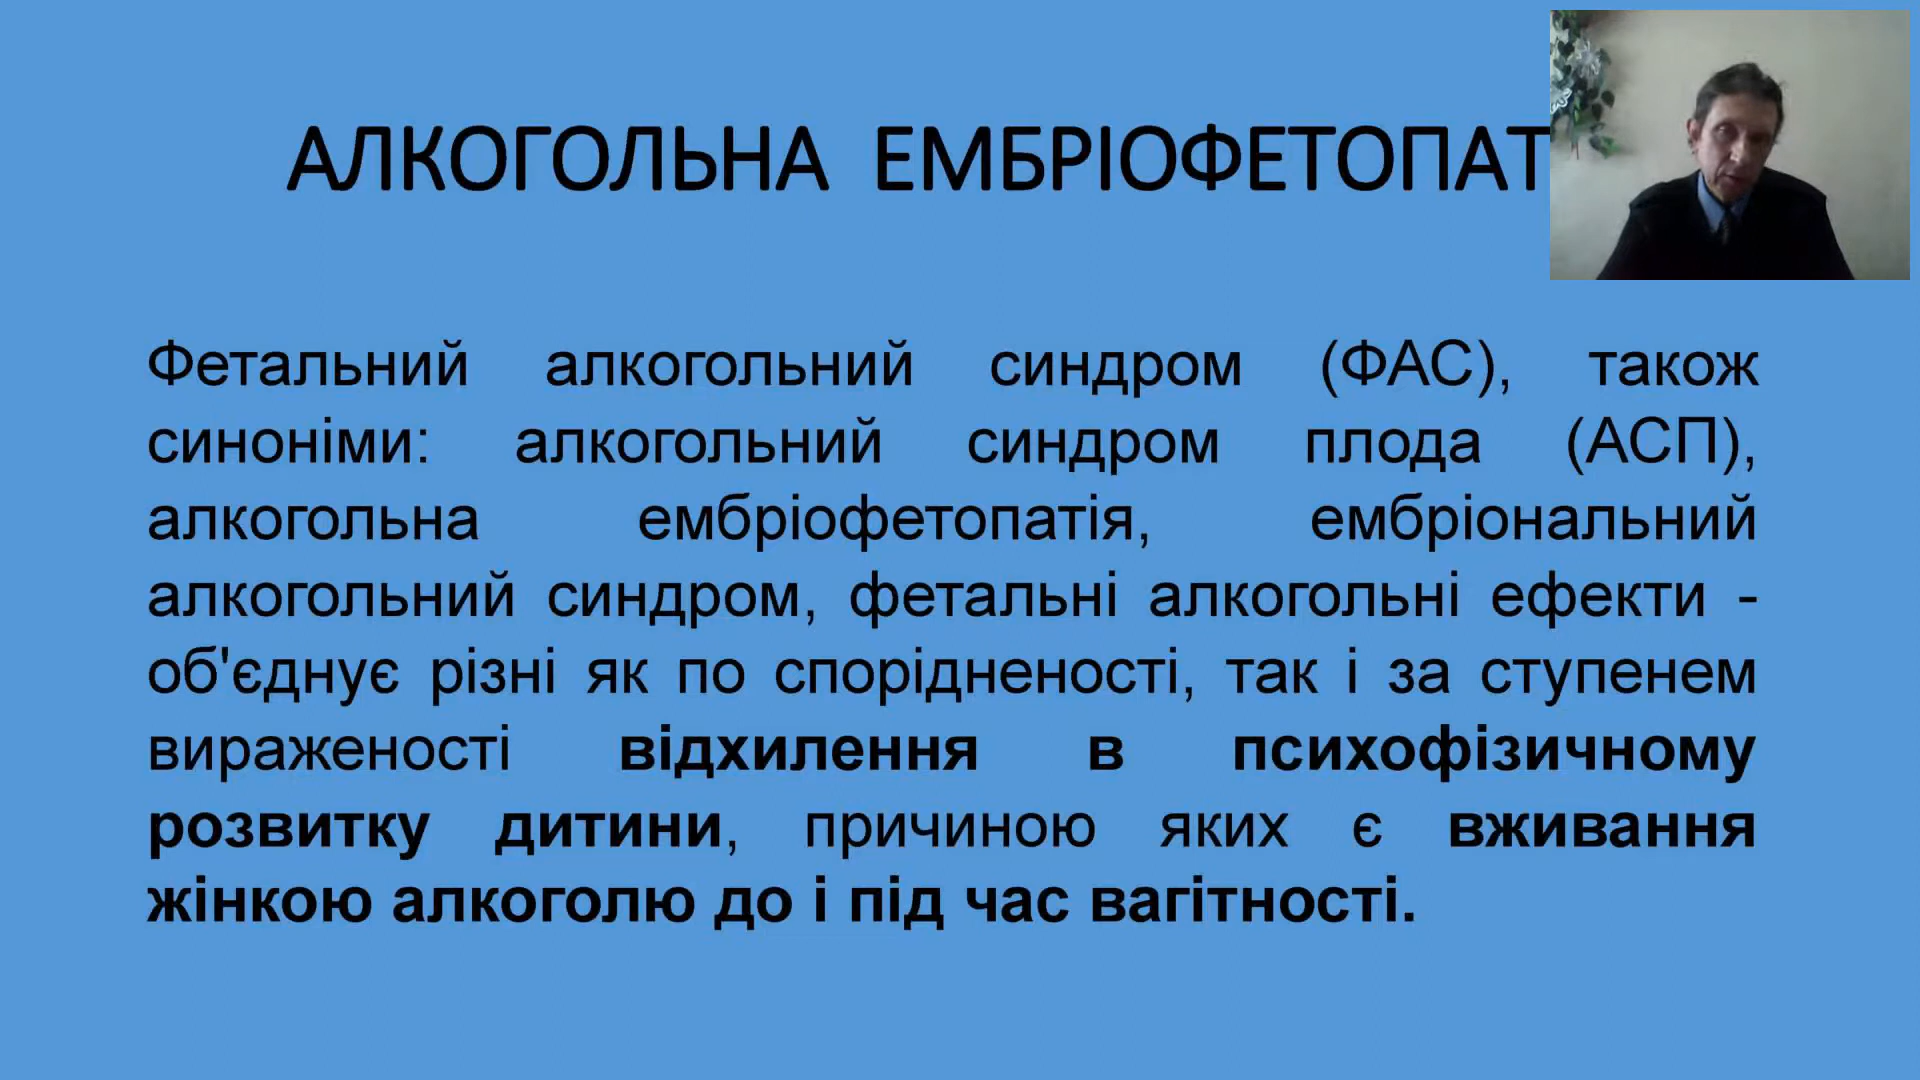 АЛКОГОЛЬНА ЕМБРІОФЕТОПАТ
Фетальний алкогольний синдром (ФАС), також
синоніми: алкогольний синдром плода (АСП),
алкогольна ембріофетопатія, ембріональний
алкогольний синдром, фетальні алкогольні ефекти -
об'єднує різні як по спорідненості, так і за ступенем
вираженості відхилення в психофізичному
розвитку дитини, причиною яких є вживання
жінкою алкоголю до і під час вагітності.